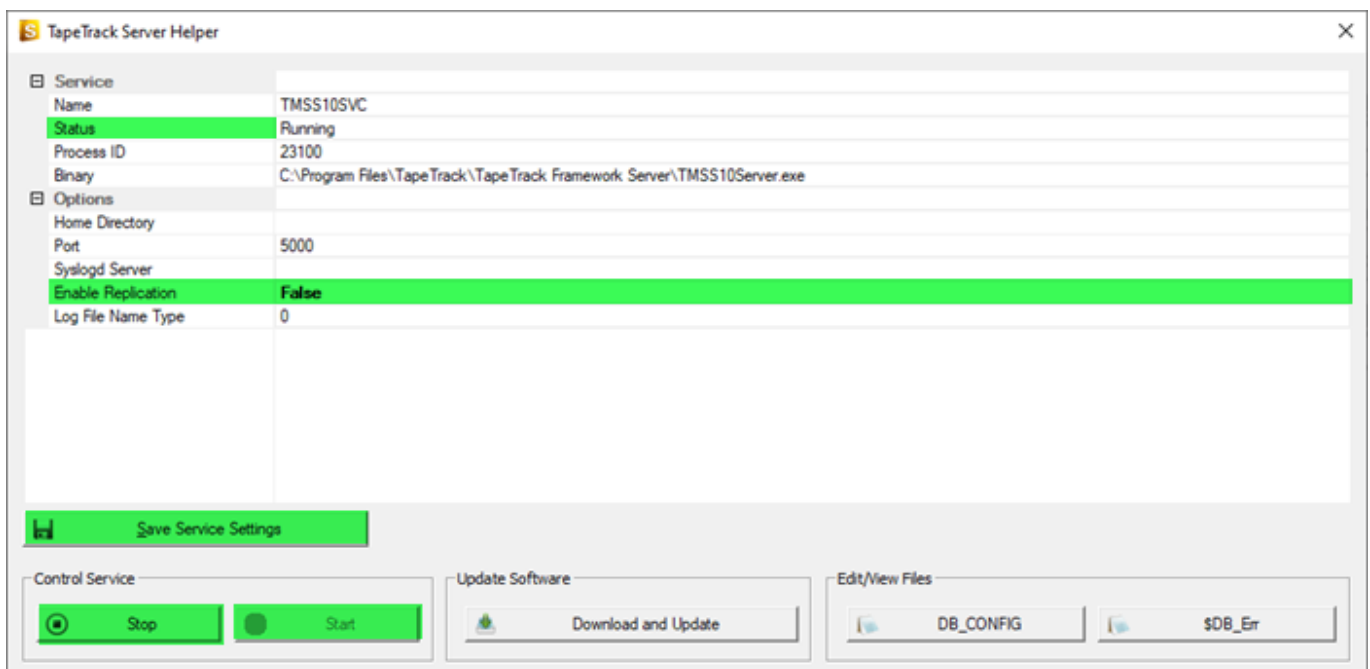 S TapeTrack Server Helper
Service
Name TMSS10SVC
Status Running
Process ID 23100
Binary C:\Program Files\TapeTrack\TapeTrack Framework Server\TMSS10Server.exe
Options
Home Directory
Port 5000
Syslogd Server
Enable Replication False
Log File Name Type 0
Save Service Settings
Control Service Update Software Edit/View Files
Stop Start Download and Update DB_CONFIG $DB_Err